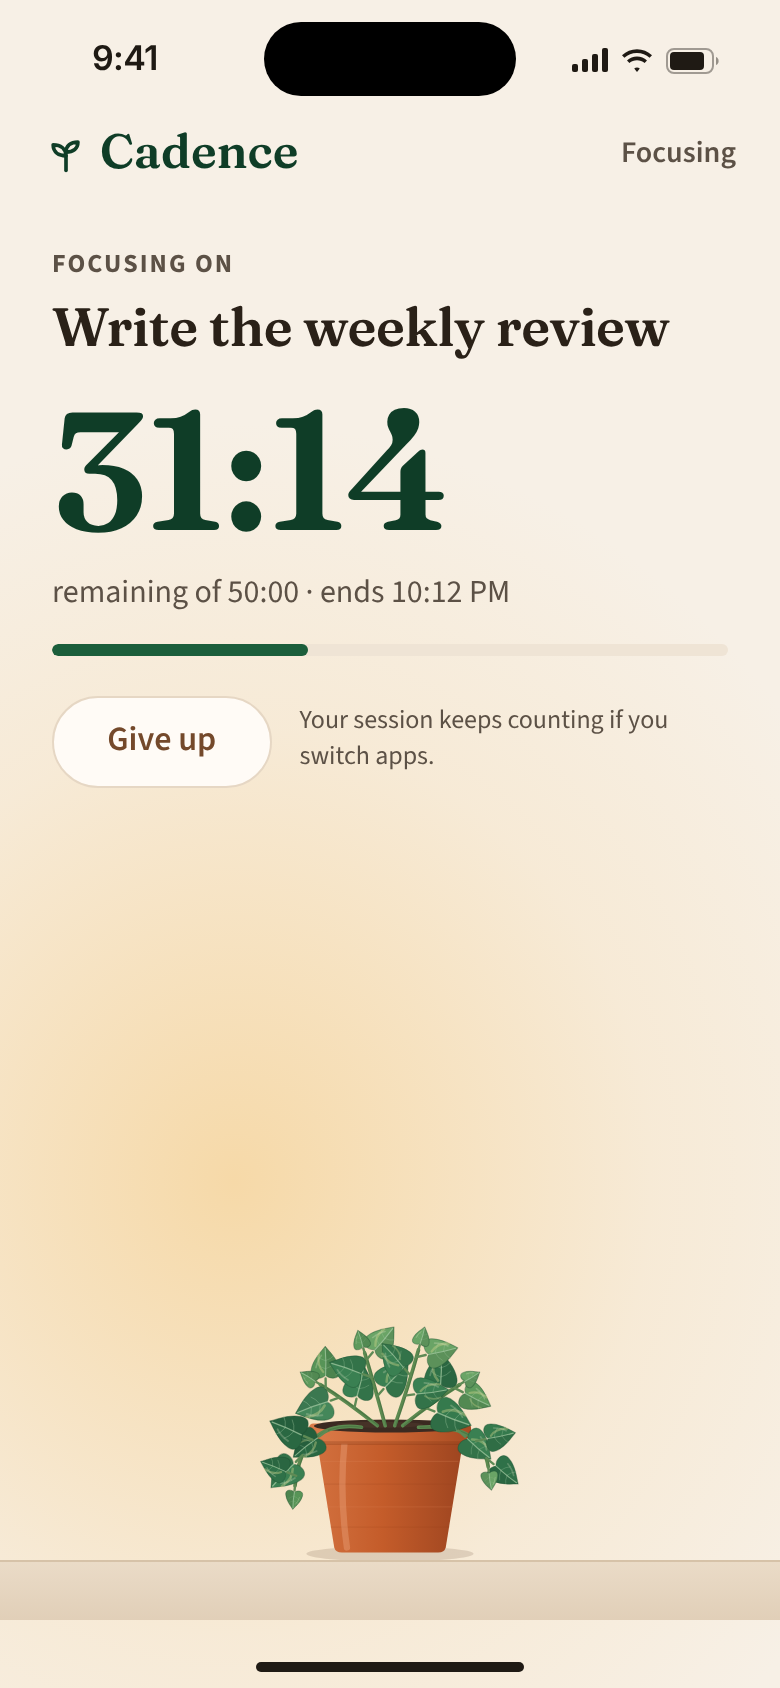 9:41
Cadence
Focusing
FOCUSING ON
Write the weekly review
31:14
remaining of 50:00 · ends 10:12 PM
Give up
Your session keeps counting if you
switch apps.